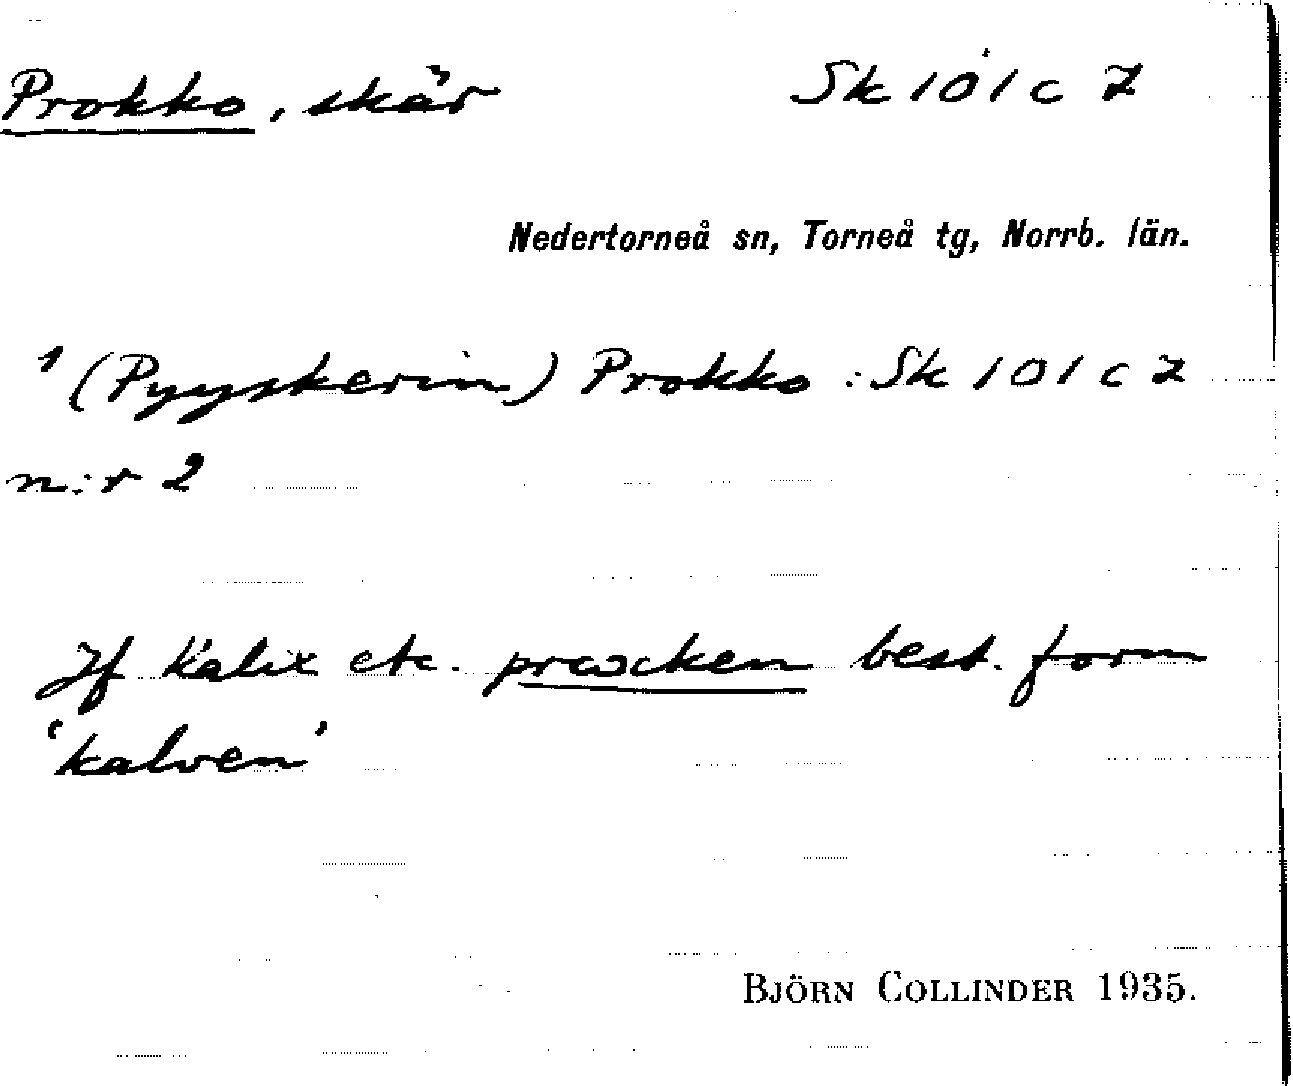 Prokko, skär Sk 101 c 7
Nedertorneå sn, Torneå tg, Norrb. län.
1 (Pyyskerin) Prokko : Sk 101 c 7
n:r 2
Jf Kalix etc. best. form
'kalven'
BJÖRN COLLINDER 1935.